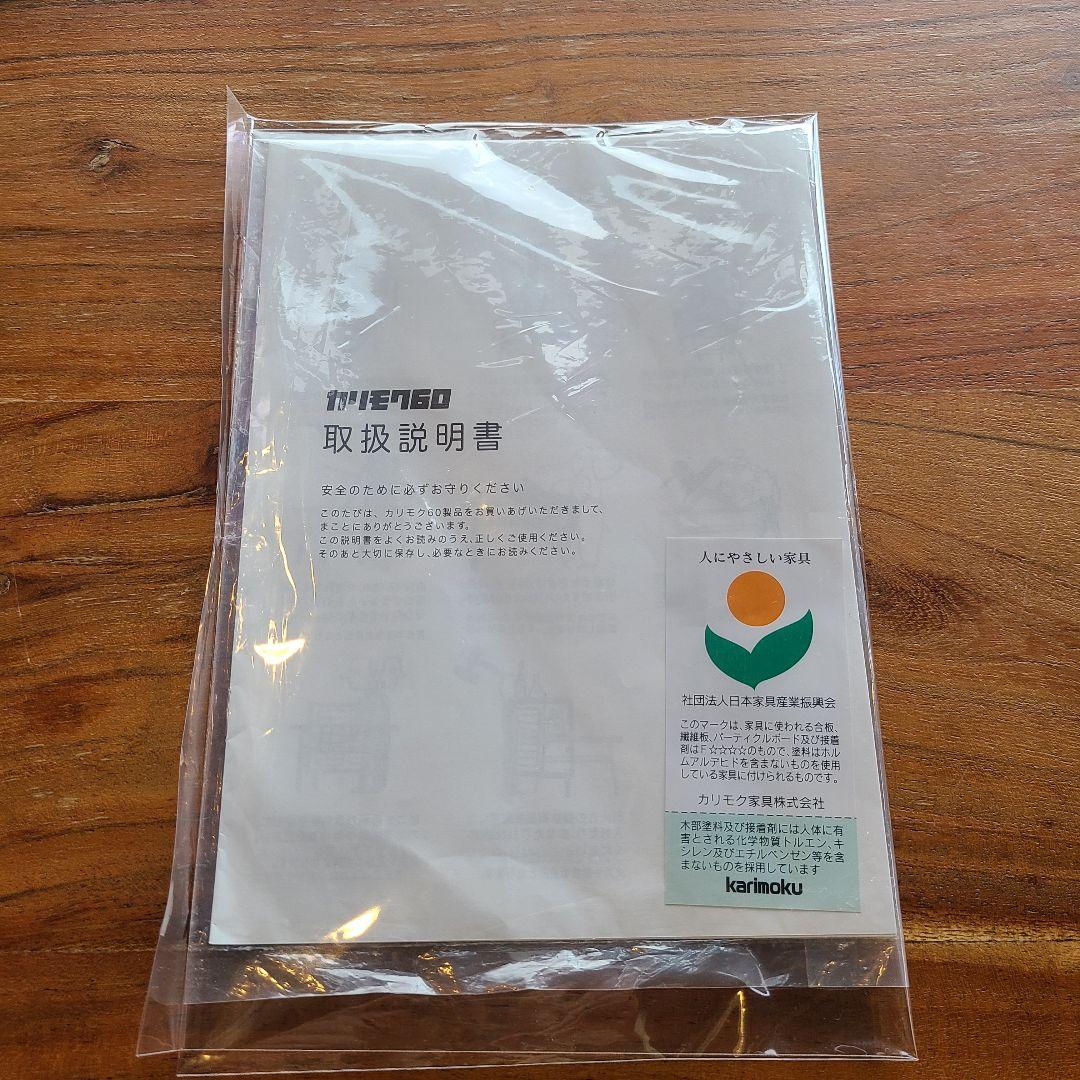 カリモク60
取扱説明書
安全のために必ずお守りください
このたびは、カリモク60製品をお買いあげいただきまして、
まことにありがとうございます。
この説明書をよくお読みのうえ、正しくご使用ください。
そのあと大切に保存し、必要なときにお読みください。
人にやさしい家具
社団法人日本家具産業振興会
このマークは、家具に使われる合板、
繊維板、パーティクルボード及び接着
剤はF☆☆☆☆のもので、塗料はホル
ムアルデヒドを含まないものを使用
している家具に付けられるものです。
カリモク家具株式会社
木部塗料及び接着剤には人体に有
害とされる化学物質トルエン、キ
シレン及びエチルベンゼン等を含
まないものを採用しています
karimoku